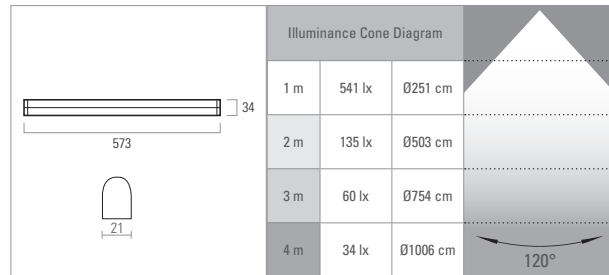 34
573
21
Illuminance Cone Diagram
1 m 541 lx Ø251 cm
2 m 135 lx Ø503 cm
3 m 60 lx Ø754 cm
4 m 34 lx Ø1006 cm
120°